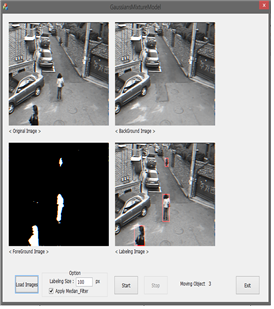 GaussianMixtureModel
< Original Image >
< BackGround Image >
< ForeGround Image >
< Labeling Image >
Load Images
Option
Labeling Size : 100 px
Apply Median_Filter
Start
Stop
Moving Object: 3
Exit